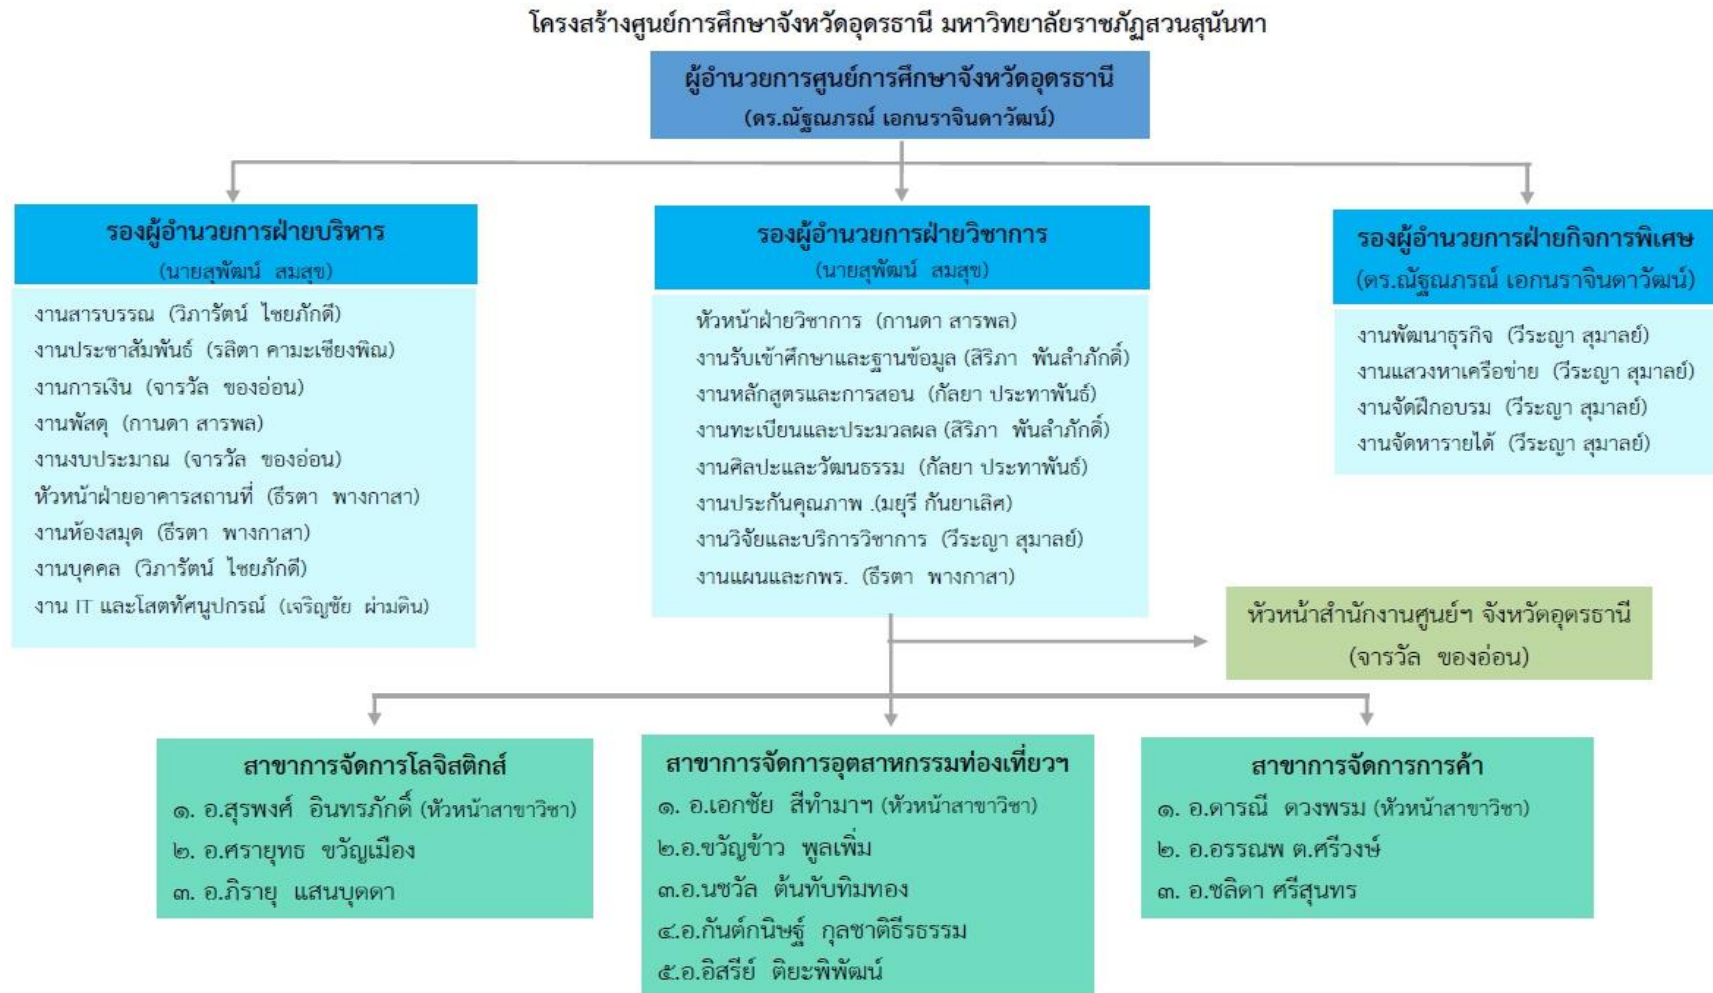 โครงสร้างศูนย์การศึกษาจังหวัดอุดรธานี มหาวิทยาลัยราชภัฏสวนสุนันทา
ผู้อำนวยการศูนย์การศึกษาจังหวัดอุดรธานี
(ดร.ณัฐณภรณ์ เอกนราจินดาวัฒน์)
รองผู้อำนวยการฝ่ายบริหาร
(นายสุพัฒน์ สมสุข)
งานสารบรรณ (วิภารัตน์ ไชยภักดี)
งานประชาสัมพันธ์ (รลิตา คามะเชียงพิณ)
งานการเงิน (จารวัล ของอ่อน)
งานพัสดุ (กานดา สารพล)
งานงบประมาณ (จารวัล ของอ่อน)
หัวหน้าฝ่ายอาคารสถานที่ (ธีรตา พางกาสา)
งานห้องสมุด (ธีรตา พางกาสา)
งานบุคคล (วิภารัตน์ ไชยภักดี)
งาน IT และโสตทัศนูปกรณ์ (เจริญชัย ผ่ามดิน)
รองผู้อำนวยการฝ่ายวิชาการ
(นายสุพัฒน์ สมสุข)
หัวหน้าฝ่ายวิชาการ (กานดา สารพล)
งานรับเข้าศึกษาและฐานข้อมูล (สิริภา พันลำภักดิ์)
งานหลักสูตรและการสอน (กัลยา ประทาพันธ์)
งานทะเบียนและประมวลผล (สิริภา พันลำภักดิ์)
งานศิลปะและวัฒนธรรม (กัลยา ประทาพันธ์)
งานประกันคุณภาพ .(มยุรี กันยาเลิศ)
งานวิจัยและบริการวิชาการ (วีระญา สุมาลย์)
งานแผนและกพร. (ธีรตา พางกาสา)
รองผู้อำนวยการฝ่ายกิจการพิเศษ
(ดร.ณัฐณภรณ์ เอกนราจินดาวัฒน์)
งานพัฒนาธุรกิจ (วีระญา สุมาลย์)
งานแสวงหาเครือข่าย (วีระญา สุมาลย์)
งานจัดฝึกอบรม (วีระญา สุมาลย์)
งานจัดหารายได้ (วีระญา สุมาลย์)
หัวหน้าสำนักงานศูนย์ฯ จังหวัดอุดรธานี
(จารวัล ของอ่อน)
สาขาการจัดการโลจิสติกส์
๑. อ.สุรพงศ์ อินทรภักดิ์ (หัวหน้าสาขาวิชา)
๒. อ.ศรายุทธ ขวัญเมือง
๓. อ.ภิรายุ แสนบุดดา
สาขาการจัดการอุตสาหกรรมท่องเที่ยวฯ
๑. อ.เอกชัย สีทำมาฯ (หัวหน้าสาขาวิชา)
๒.อ.ขวัญข้าว พูลเพิ่ม
๓.อ.นชวัล ต้นทับทิมทอง
๔.อ.กันต์กนิษฐ์ กุลชาติธีรธรรม
๕.อ.อิสรีย์ ติยะพิพัฒน์
สาขาการจัดการการค้า
๑. อ.ดารณี ดวงพรม (หัวหน้าสาขาวิชา)
๒. อ.อรรณพ ต.ศรีวงษ์
๓. อ.ชลิตา ศรีสุนทร